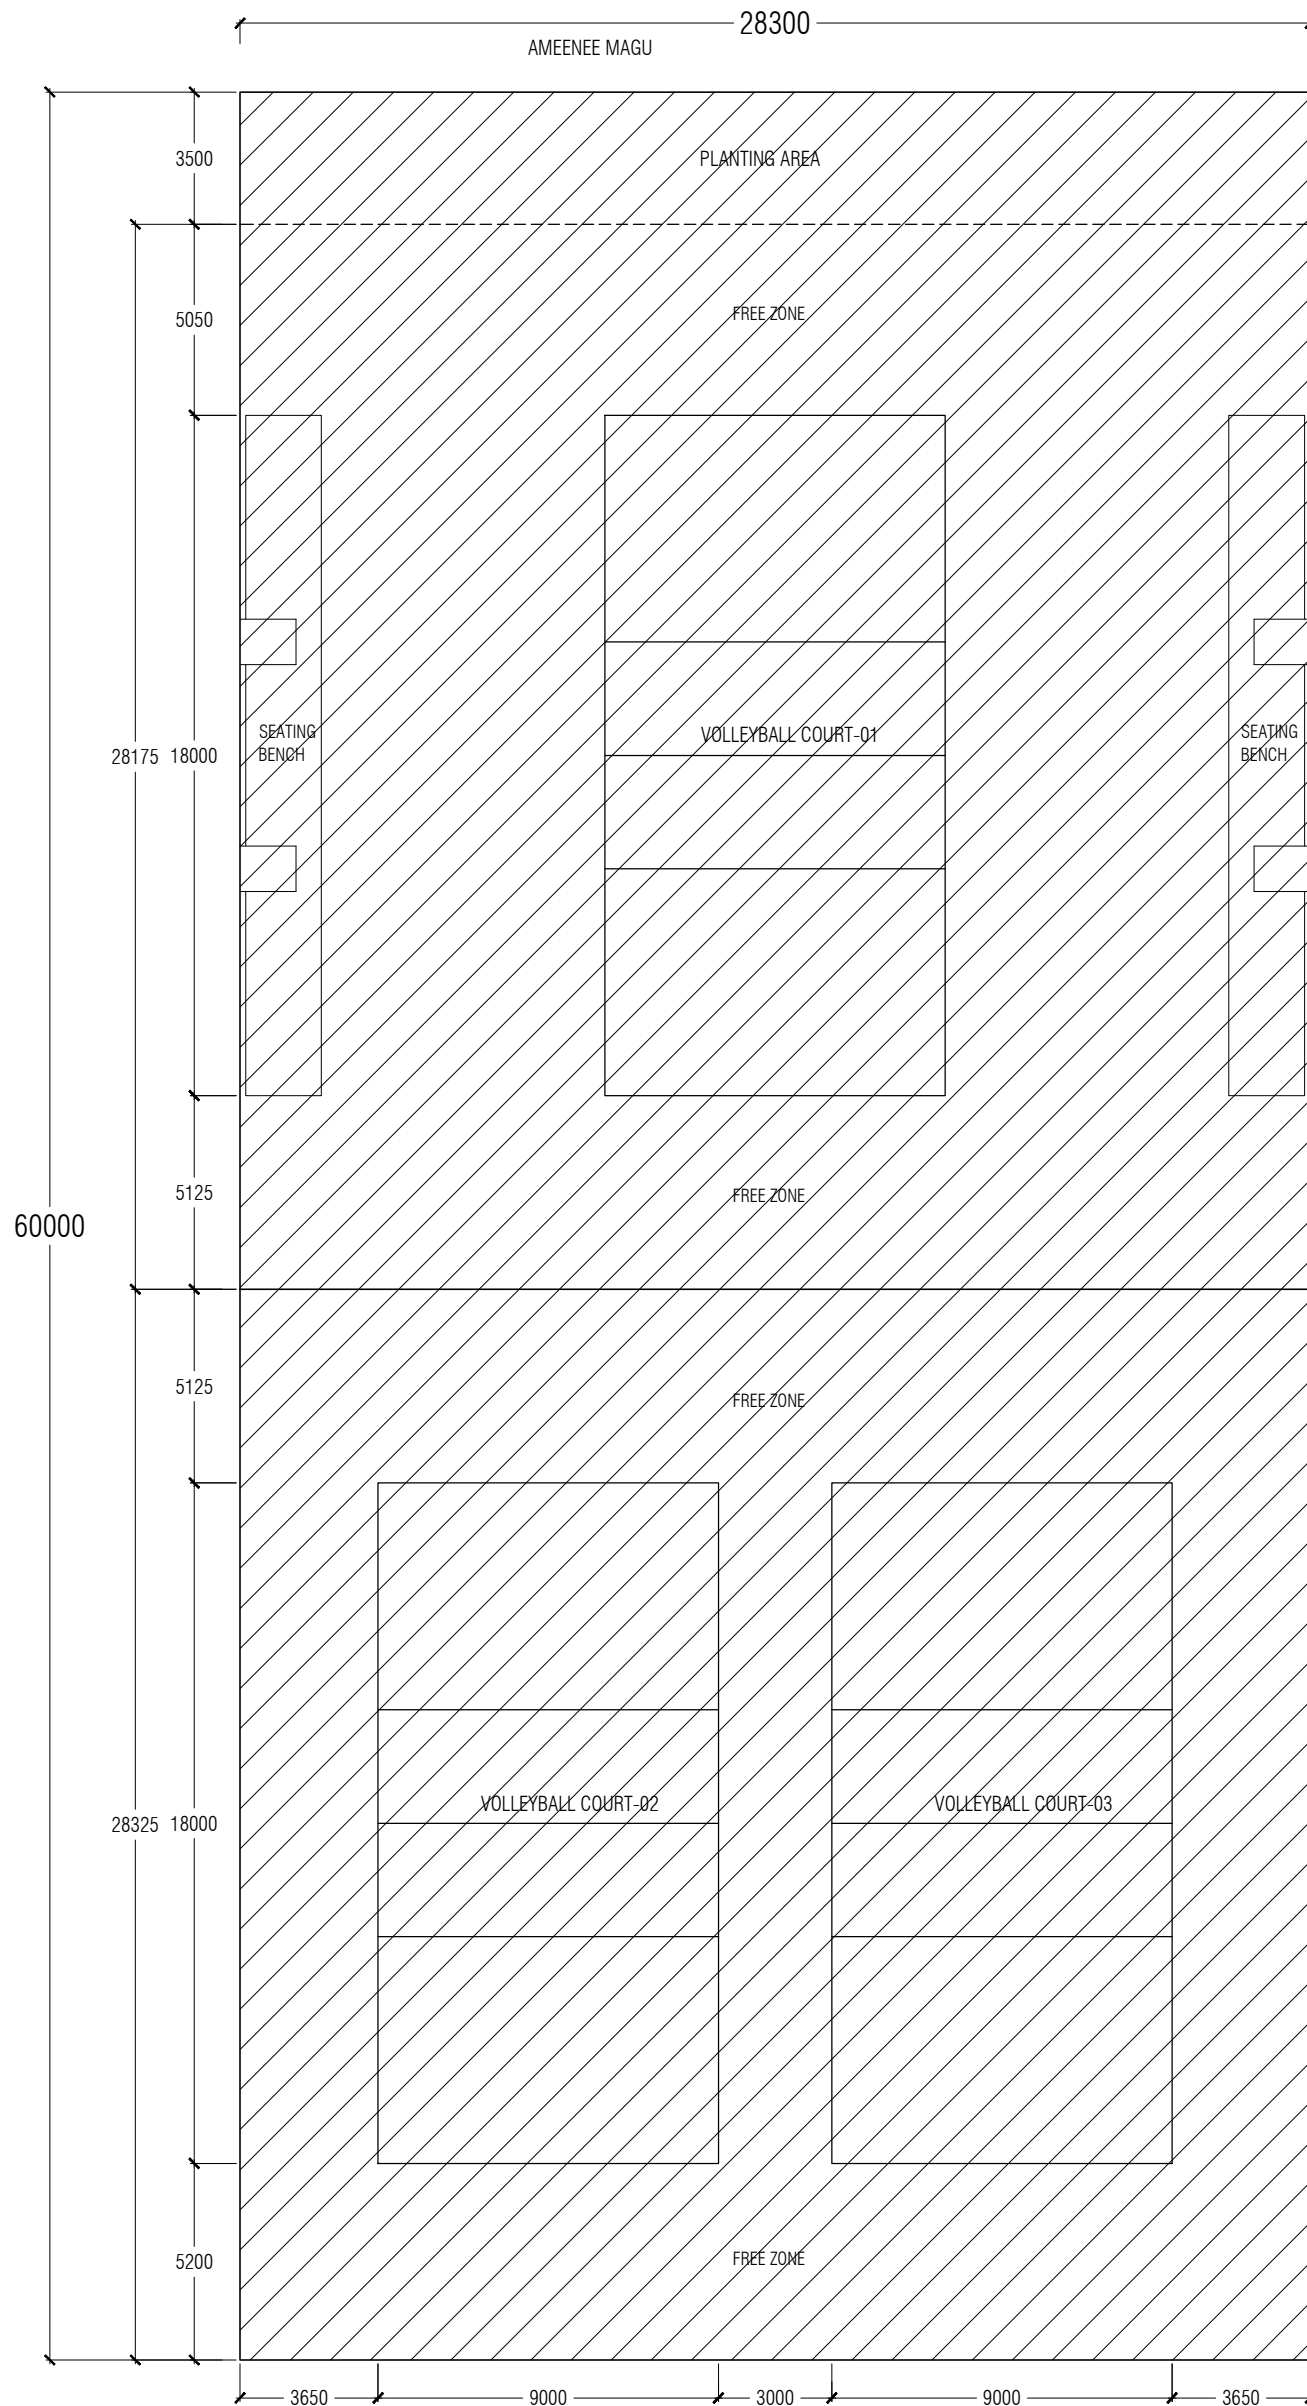 28300
AMEENEE MAGU
3500
PLANTING AREA
5050
FREE ZONE
SEATING
BENCH
VOLLEYBALL COURT-01
SEATING
BENCH
28175
18000
5125
FREE ZONE
60000
5125
FREE ZONE
VOLLEYBALL COURT-02
VOLLEYBALL COURT-03
28325
18000
5200
FREE ZONE
3650
9000
3000
9000
3650